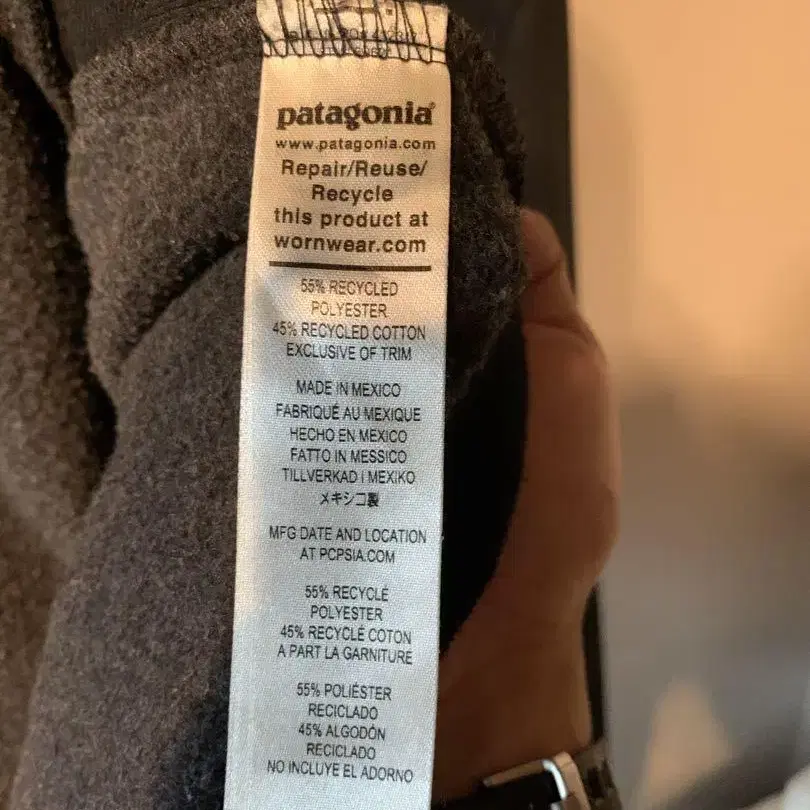 patagonia®
www.patagonia.com
Repair/Reuse/
Recycle
this product at
wornwear.com
55% RECYCLED
POLYESTER
45% RECYCLED COTTON
EXCLUSIVE OF TRIM
MADE IN MEXICO
FABRIQUÉ AU MEXIQUE
HECHO EN MÉXICO
FATTO IN MESSICO
TILLVERKAD I MEXIKO
メキシコ製
MFG DATE AND LOCATION
AT PCPSIA.COM
55% RECYCLÉ
POLYESTER
45% RECYCLÉ COTON
A PART LA GARNITURE
55% POLIÉSTER
RECICLADO
45% ALGODÓN
RECICLADO
NO INCLUYE EL ADORNO